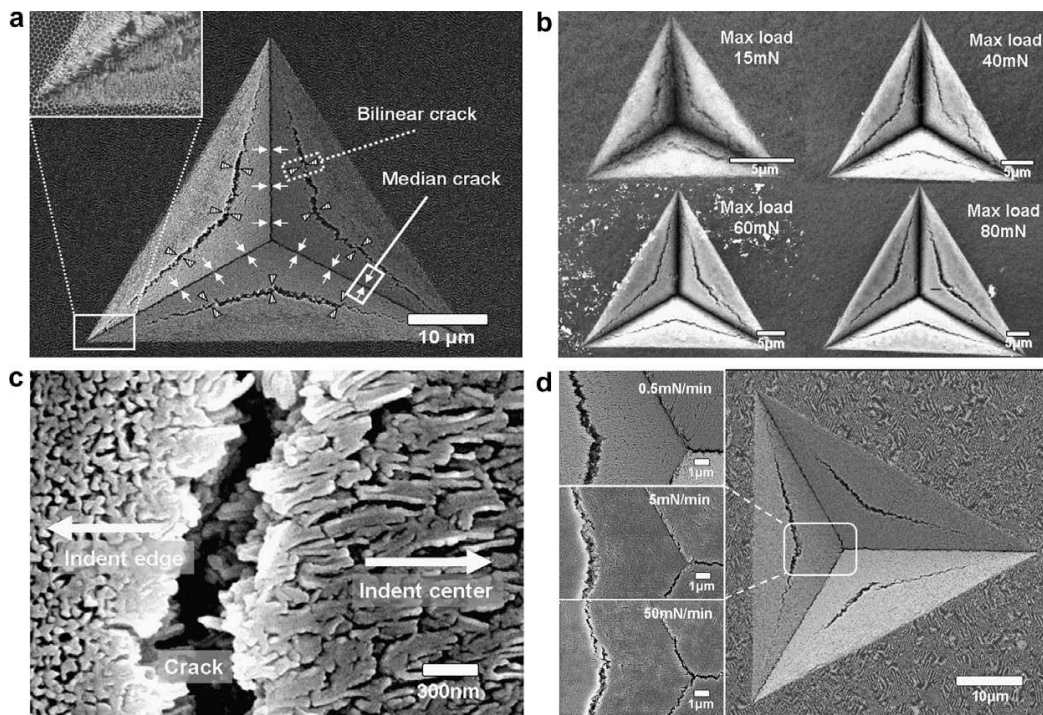 a
Bilinear crack
Median crack
10 μm
b
Max load
15mN
5μm
Max load
40mN
5μm
Max load
60mN
5μm
Max load
80mN
5μm
c
Indent edge
Indent center
Crack
300nm
d
0.5mN/min
1μm
5mN/min
1μm
50mN/min
1μm
10μm